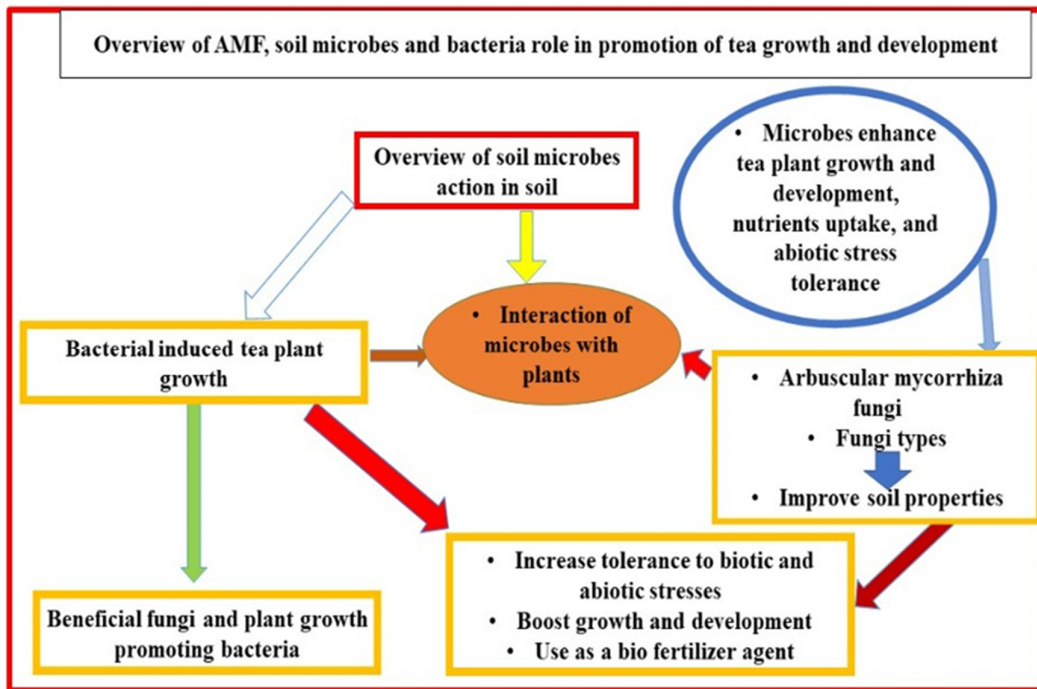 Overview of AMF, soil microbes and bacteria role in promotion of tea growth and development
Overview of soil microbes
action in soil
• Microbes enhance
tea plant growth and
development,
nutrients uptake, and
abiotic stress
tolerance
• Interaction of
microbes with
plants
Bacterial induced tea plant
growth
• Arbuscular mycorrhiza
fungi
• Fungi types
• Improve soil properties
• Increase tolerance to biotic and
abiotic stresses
• Boost growth and development
• Use as a bio fertilizer agent
Beneficial fungi and plant growth
promoting bacteria